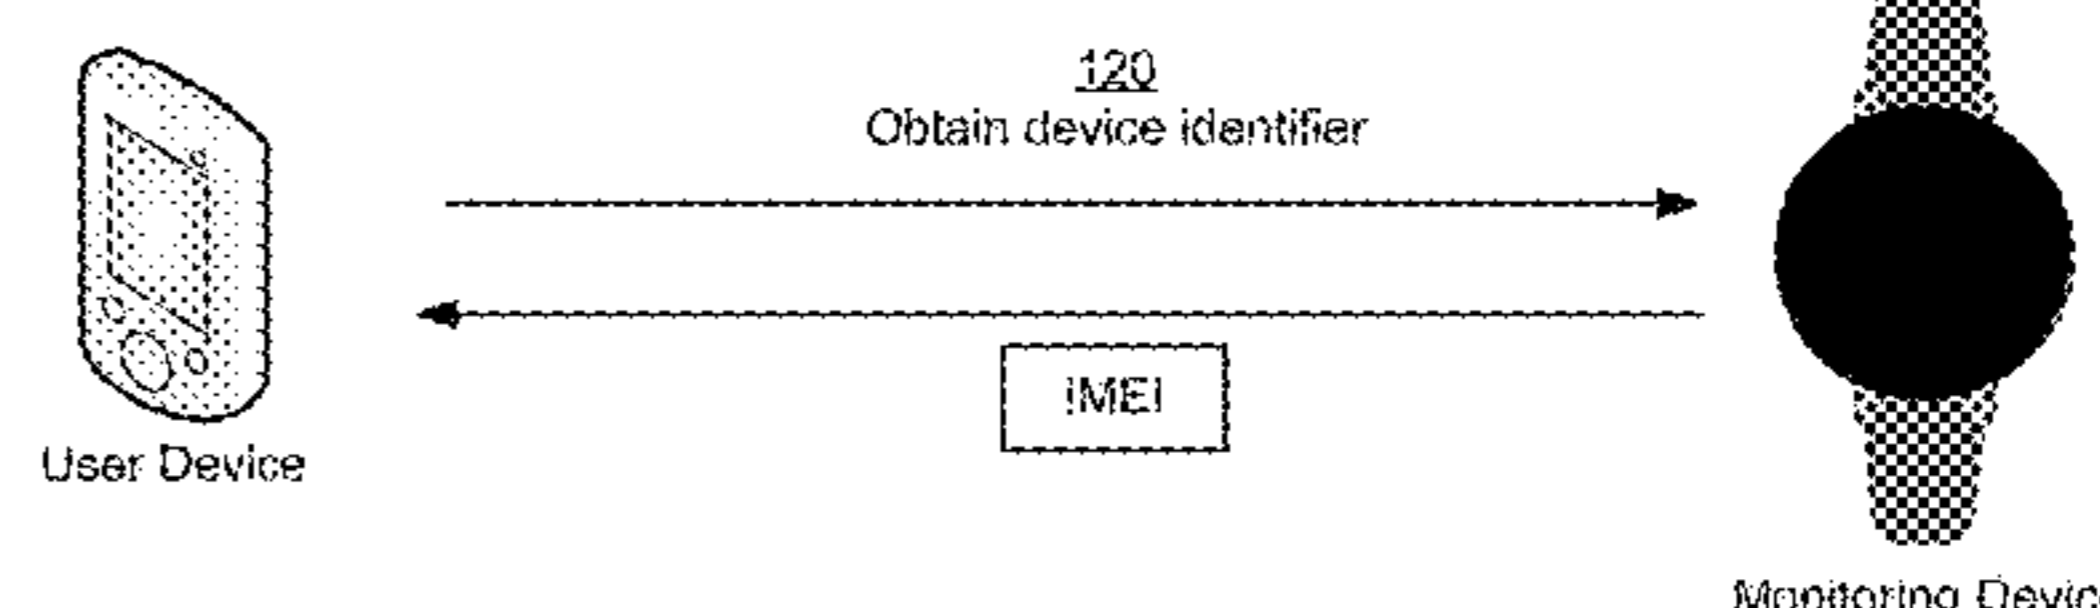 120
Obtain device identifier
IMEI
User Device
Monitoring Devic